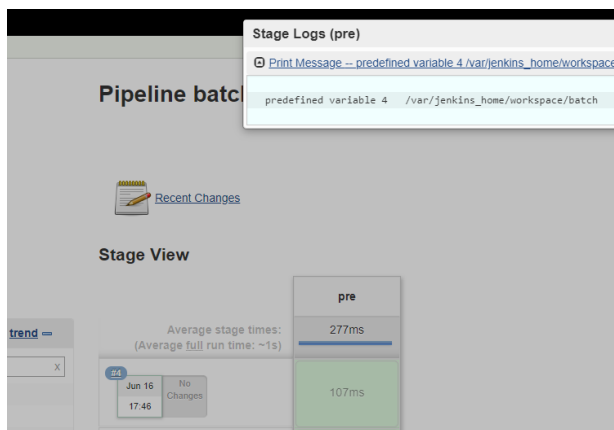 Stage Logs (pre)
Print Message -- predefined variable 4 /var/jenkins_home/workspace
predefined variable 4 /var/jenkins_home/workspace/batch
Pipeline batc
Recent Changes
Stage View
pre
trend
Average stage times:
277ms
(Average full run time: ~1s)
X
#4
Jun 16
No
Changes
17:46
107ms